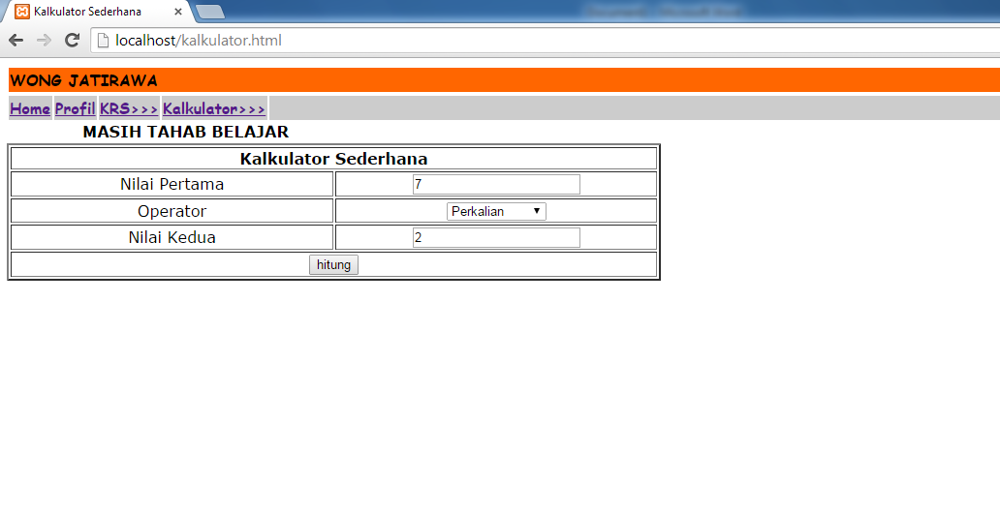 Kalkulator Sederhana
localhost/kalkulator.html
WONG JATIRAWA
Home Profil KRS>>> Kalkulator>>>
MASIH TAHAB BELAJAR
Kalkulator Sederhana
Nilai Pertama 7
Operator Perkalian
Nilai Kedua 2
hitung